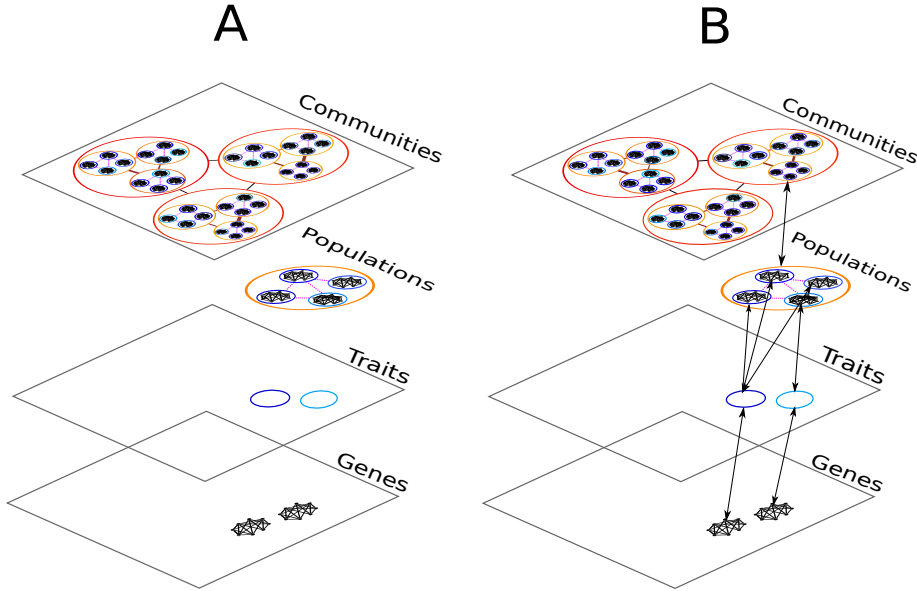 A
B
Communities
Communities
Populations
Populations
Traits
Traits
Genes
Genes